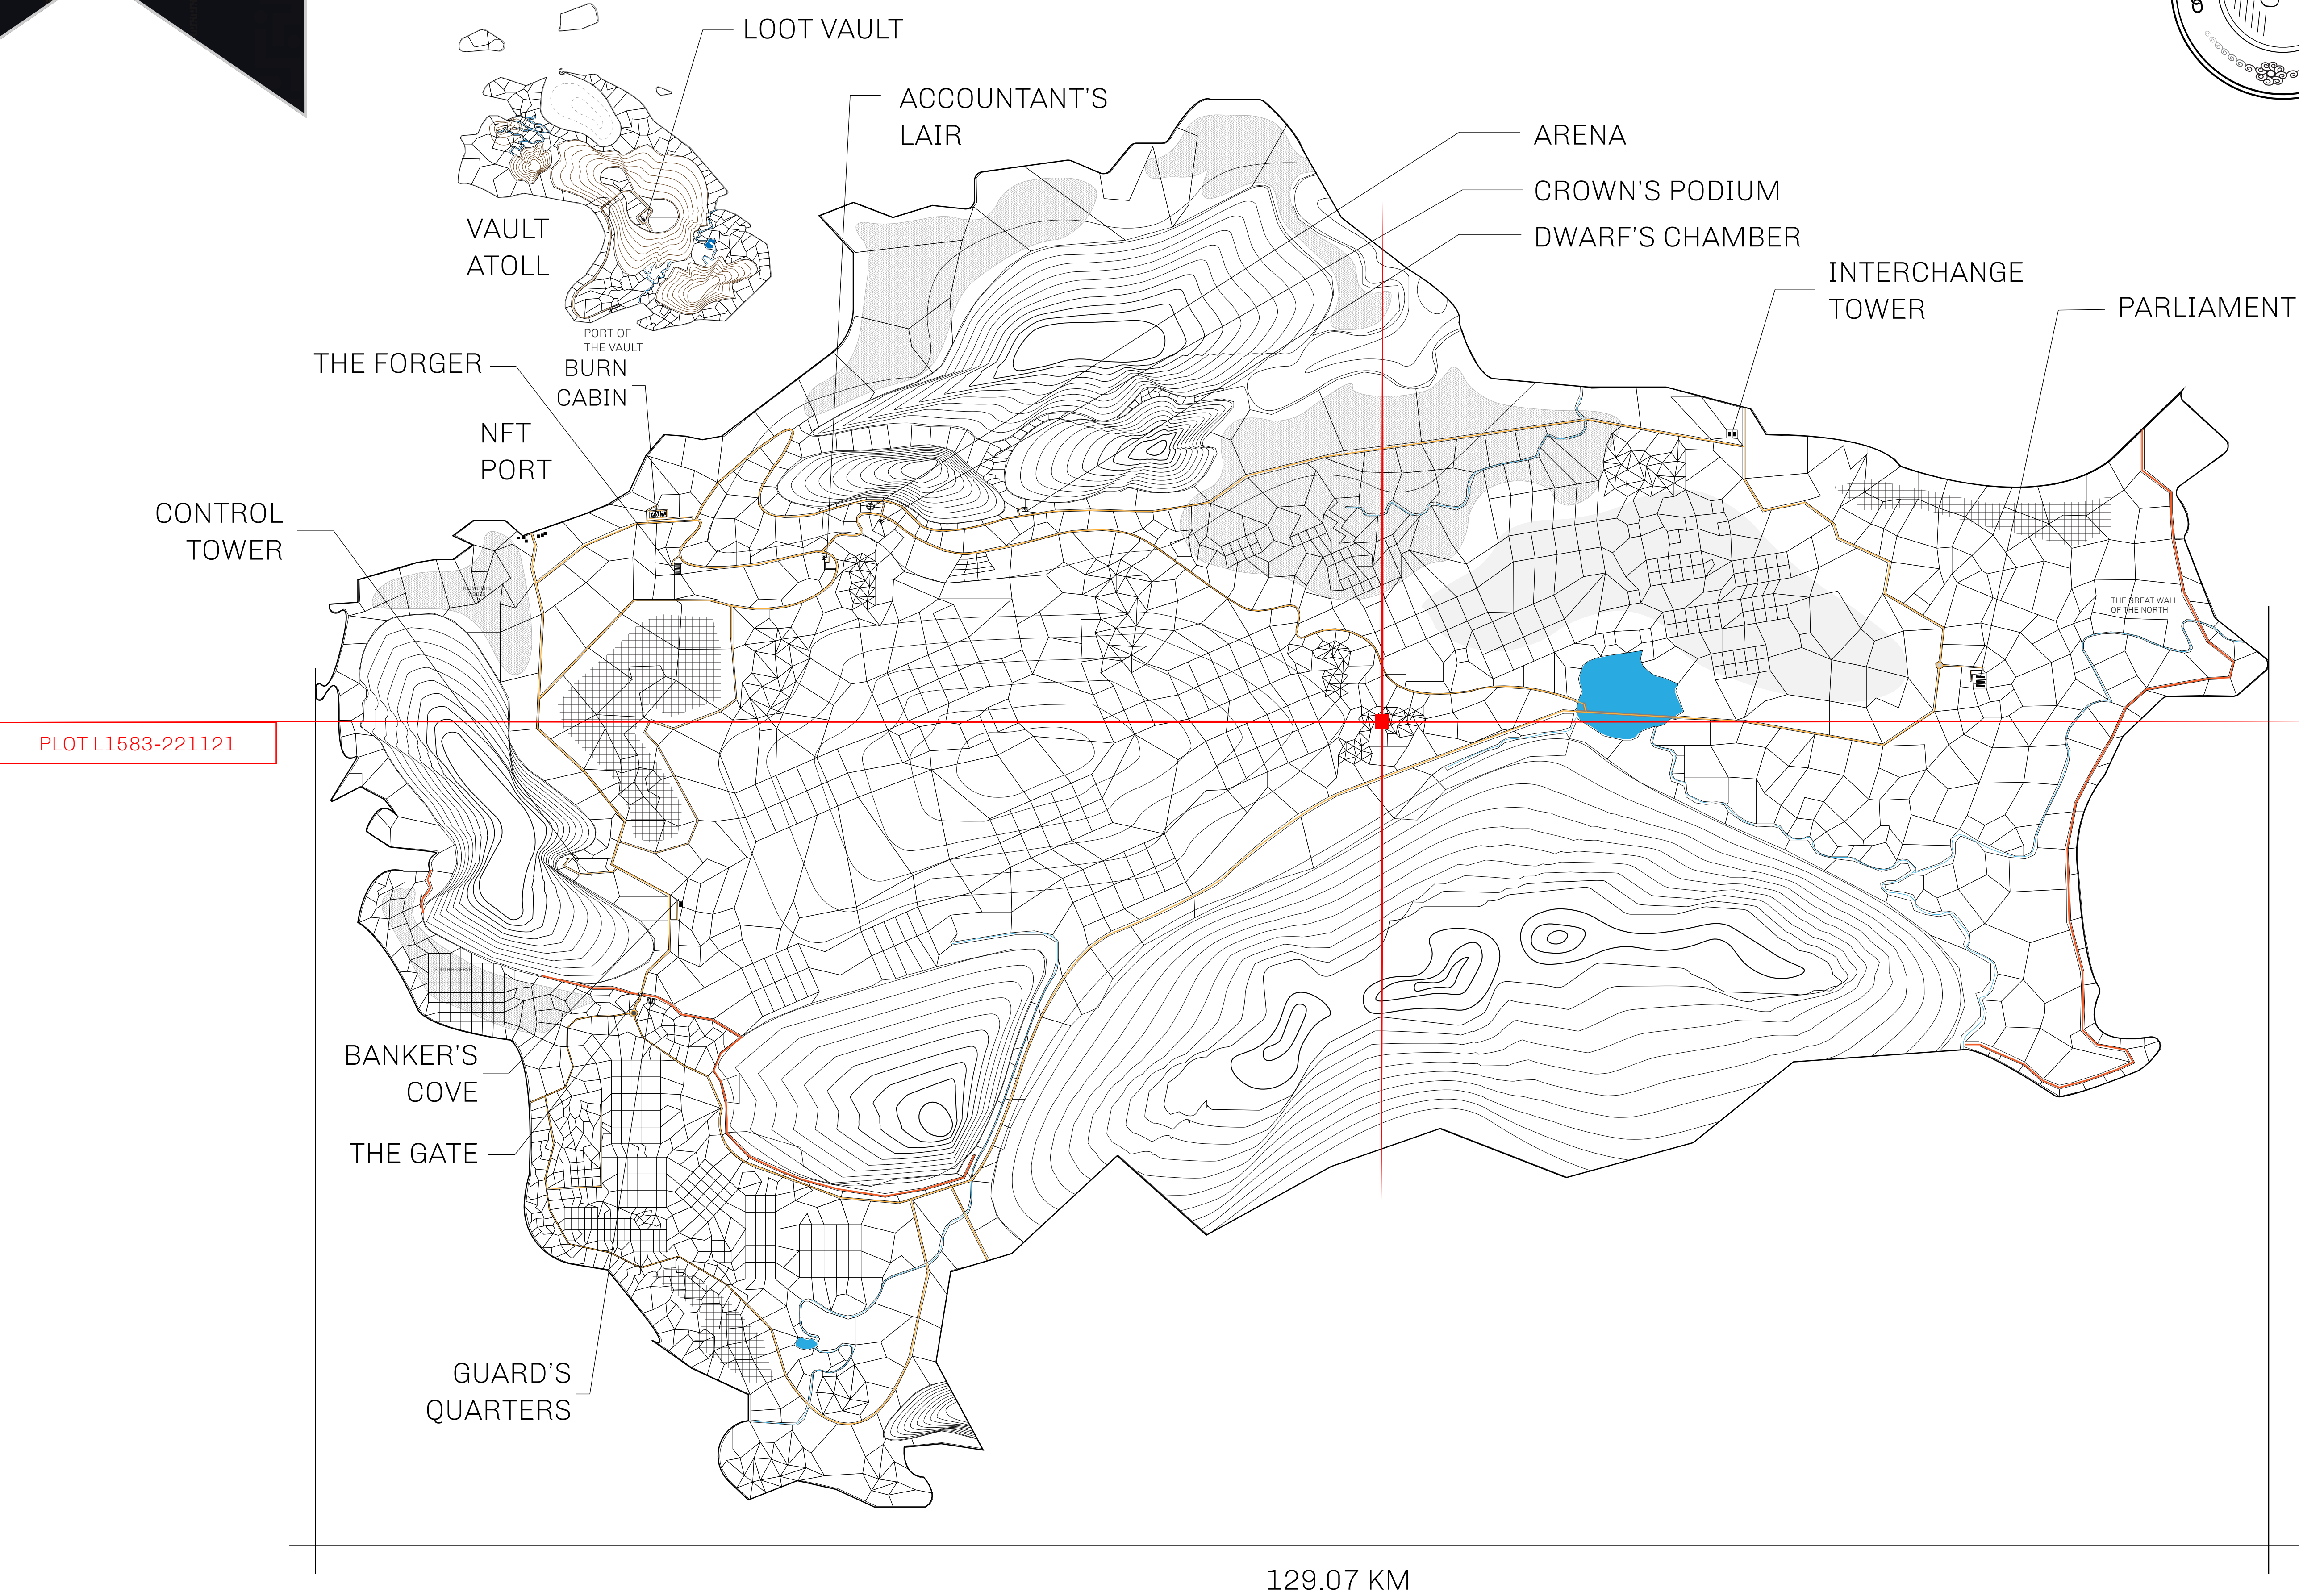 LOOT VAULT
ACCOUNTANT'S
LAIR
ARENA
CROWN'S PODIUM
DWARF'S CHAMBER
VAULT
ATOLL
INTERCHANGE
TOWER
PARLIAMENT
PORT OF
THE VAULT
THE FORGER
BURN
CABIN
NFT
PORT
CONTROL
TOWER
THE GREAT WALL
OF THE NORTH
PLOT L1583-221121
SOUTH RESERVE
BANKER'S
COVE
THE GATE
GUARD'S
QUARTERS
129.07 KM